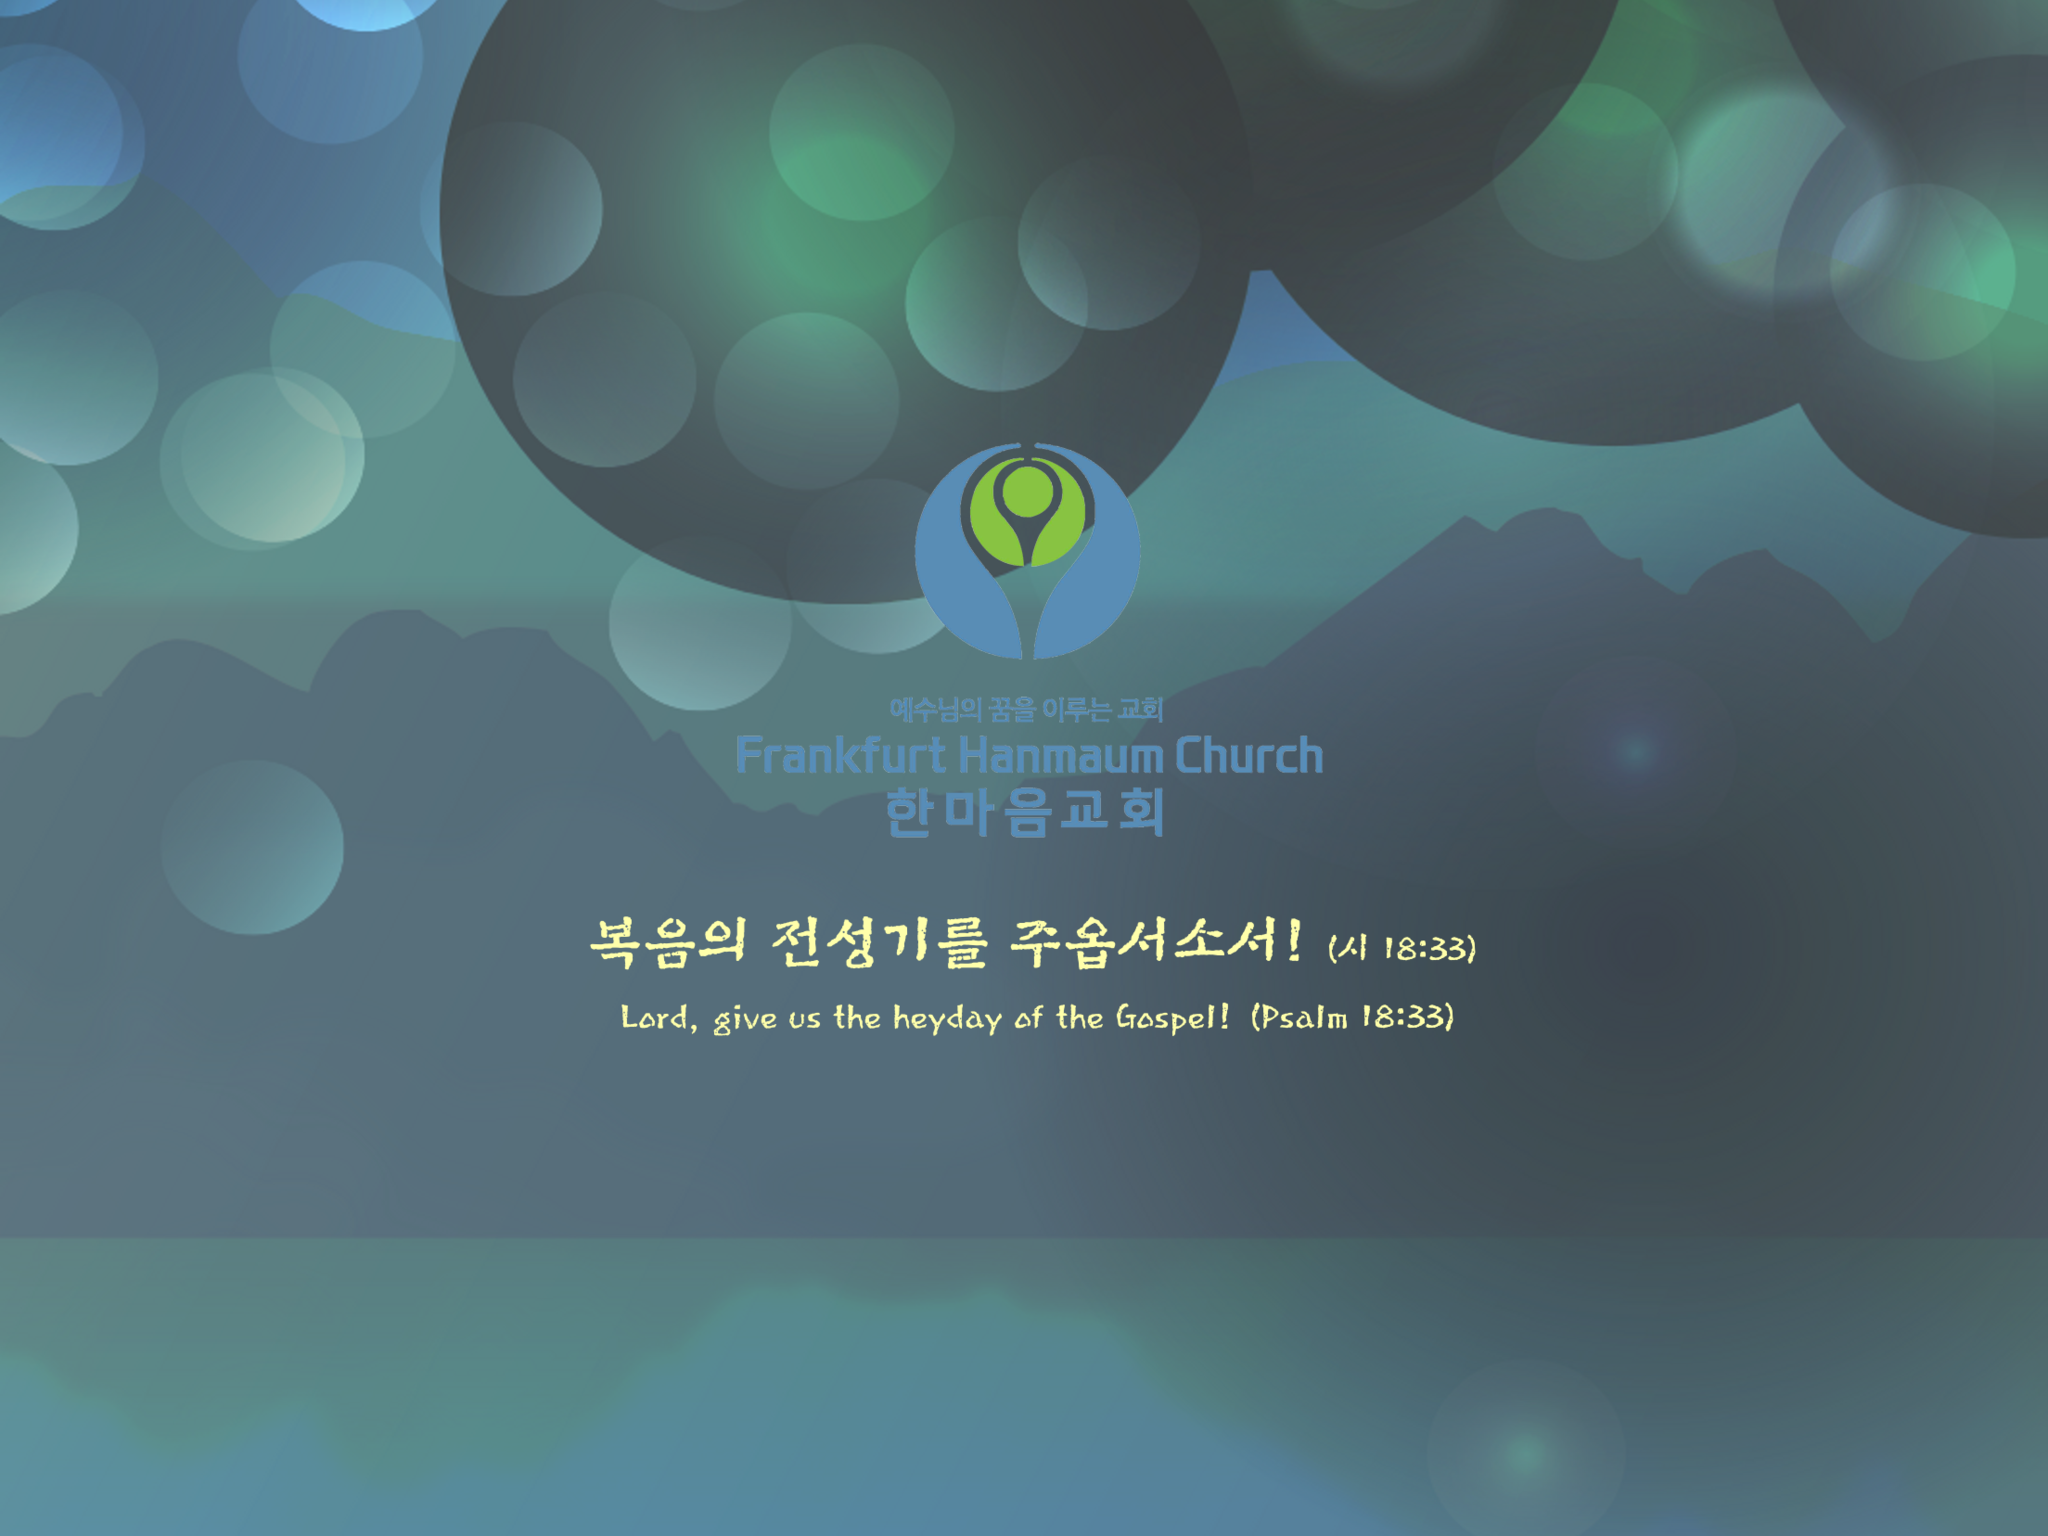 예수님의 꿈을 이루는 교회
Frankfurt Hanmaum Church
한마음교회
복음의 전성기를 주옵서소서! (시 18:33)
Lord, give us the heyday of the Gospel! (Psalm 18:33)